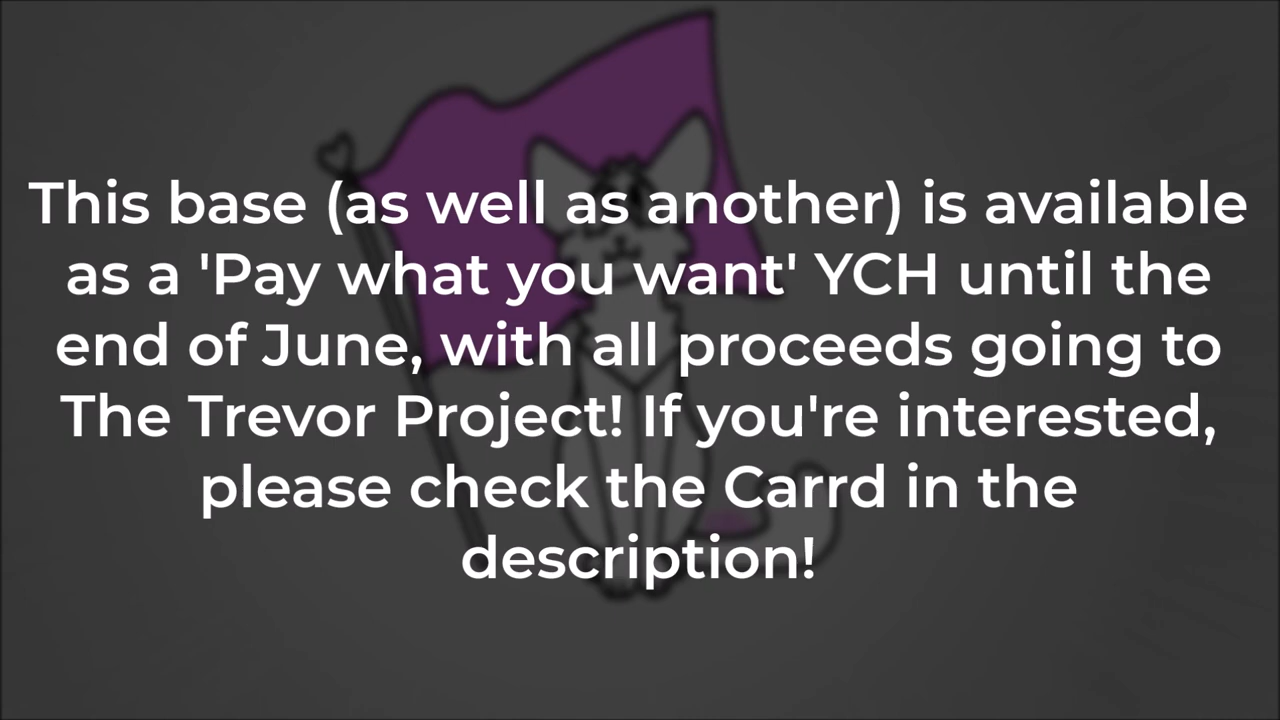 This base (as well as another) is available
as a 'Pay what you want' YCH until the
end of June, with all proceeds going to
The Trevor Project! If you're interested,
please check the Carrd in the
description!